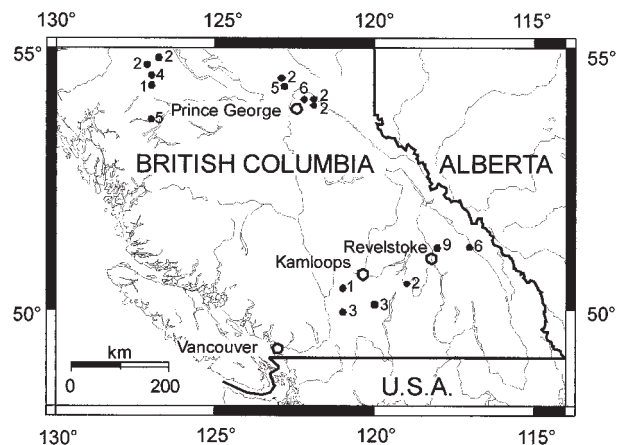 130° 125° 120° 115°
55° 55°
2 2
4
1
5
2
5 6 2
2
Prince George
BRITISH COLUMBIA ALBERTA
Revelstoke 9 6
Kamloops
1 2
3 3
50° 50°
Vancouver
km
0 200
U.S.A.
130° 125° 120° 115°